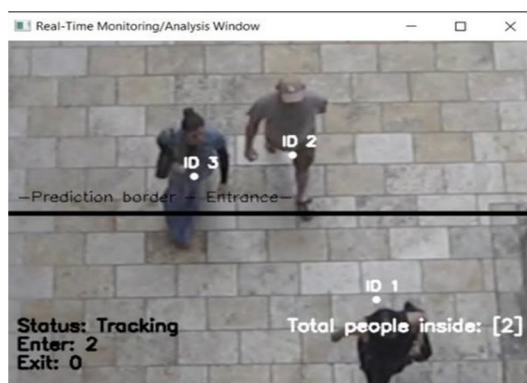 Real-Time Monitoring/Analysis Window
ID 2
ID 3
-Prediction border - Entrance-
ID 1
Status: Tracking
Total people inside: [2]
Enter: 2
Exit: 0